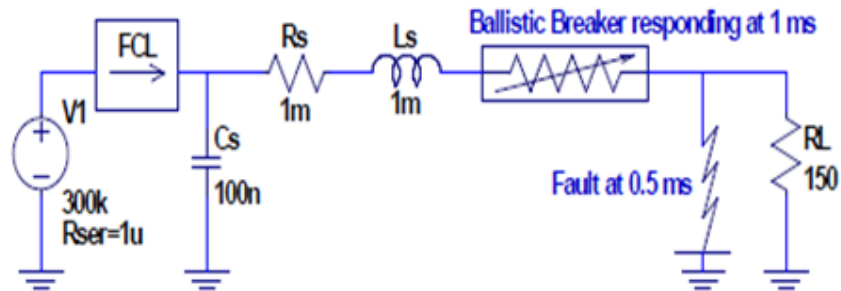 Ballistic Breaker responding at 1 ms
FCL
Rs
Ls
1m
1m
V1
+
−
Cs
100n
RL
150
Fault at 0.5 ms
300k
Rser=1u